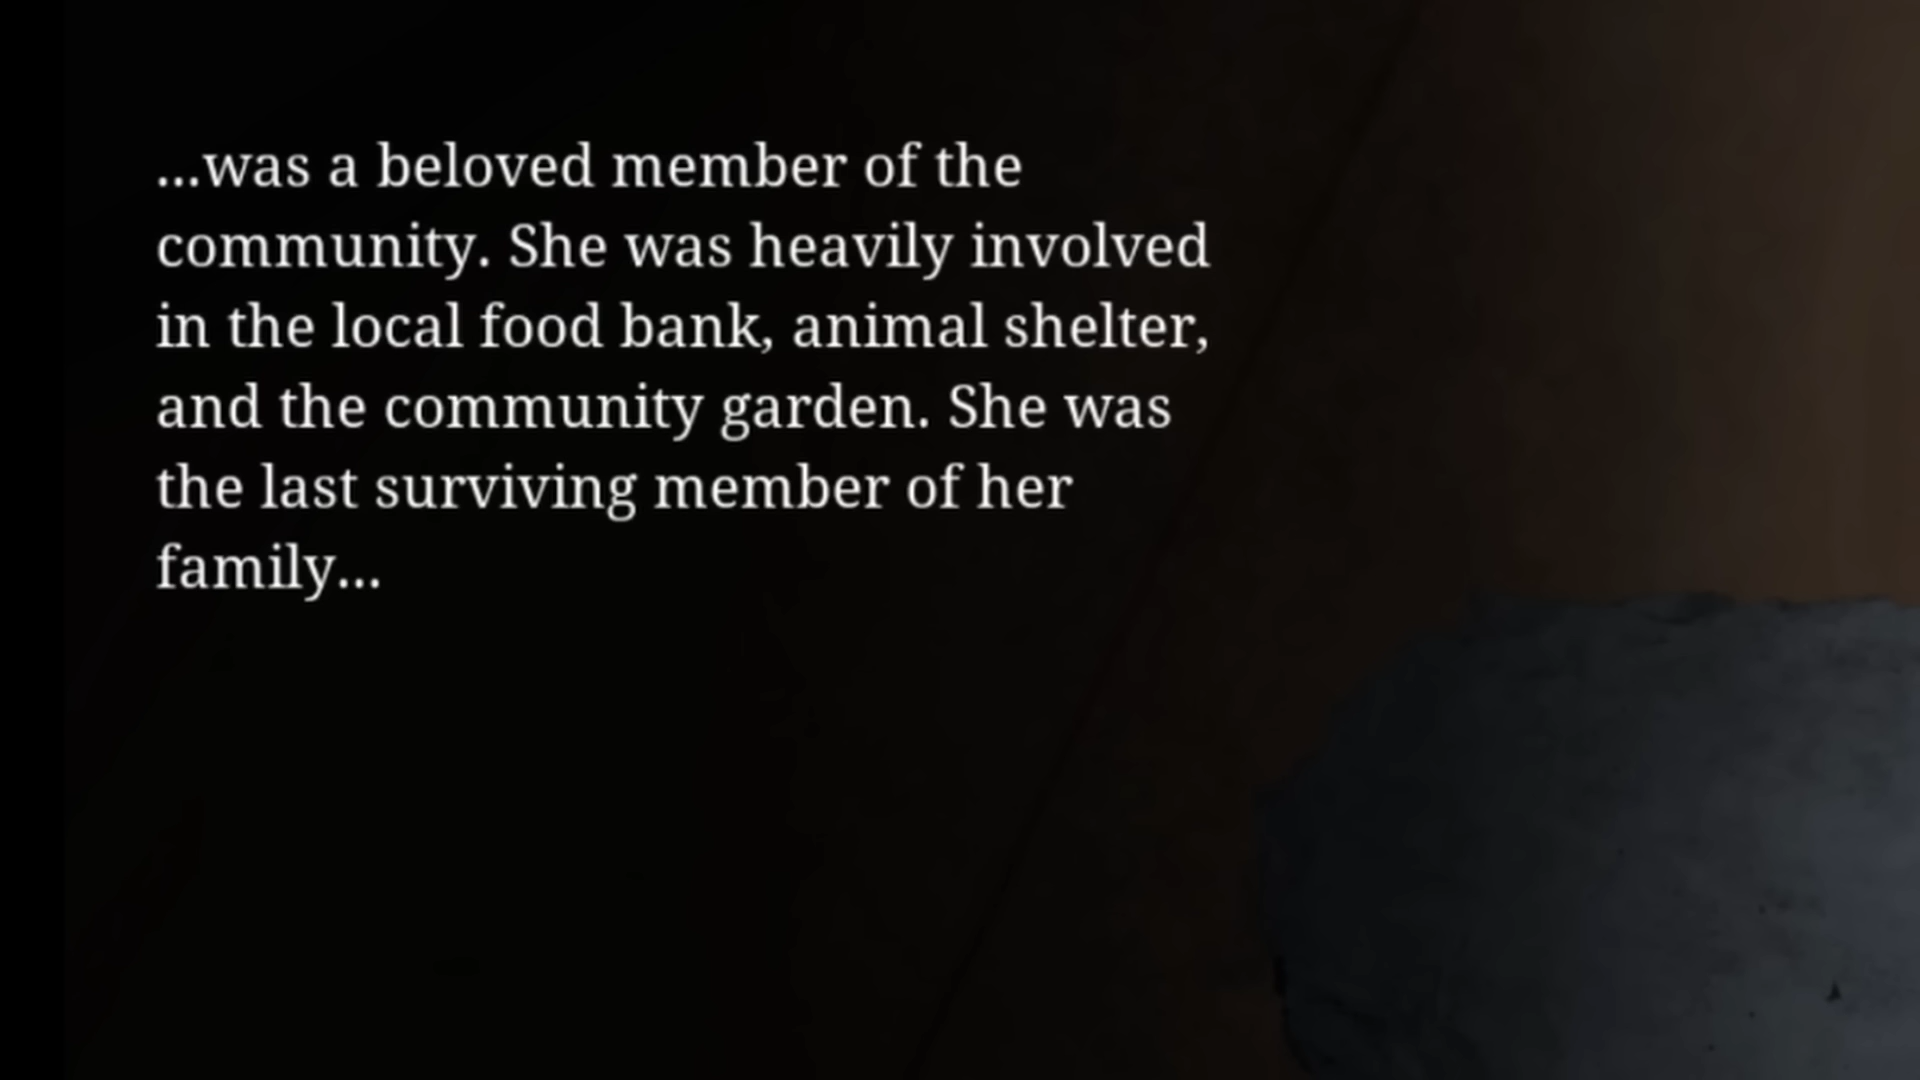 ...was a beloved member of the
community. She was heavily involved
in the local food bank, animal shelter,
and the community garden. She was
the last surviving member of her
family...